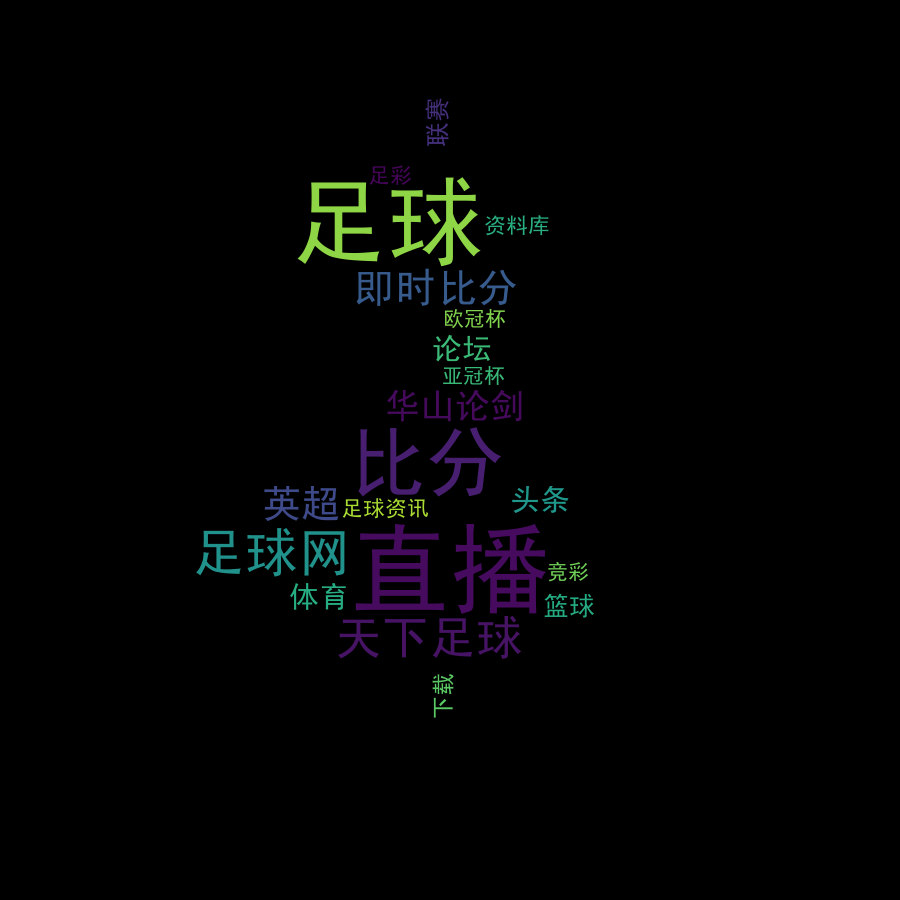 联赛
足彩
足球
资料库
即时比分
欧冠杯
论坛
亚冠杯
华山论剑
比分
英超
足球资讯
头条
足球网
直播
竞彩
体育
篮球
天下足球
下载